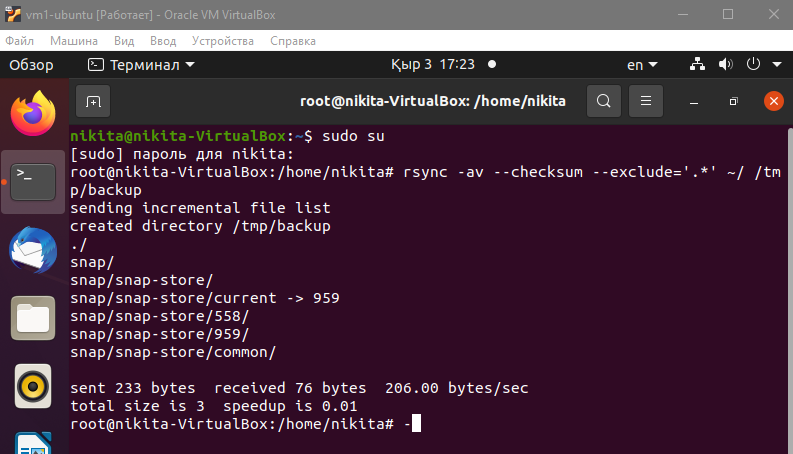 vm1-ubuntu [Работает] - Oracle VM VirtualBox
Файл Машина Вид Ввод Устройства Справка
Обзор Терминал Қыр 3 17:23 en
root@nikita-VirtualBox: /home/nikita
nikita@nikita-VirtualBox:~$ sudo su
[sudo] пароль для nikita:
root@nikita-VirtualBox:/home/nikita# rsync -av --checksum --exclude='.*' ~/ /tm
p/backup
sending incremental file list
created directory /tmp/backup
./
snap/
snap/snap-store/
snap/snap-store/current -> 959
snap/snap-store/558/
snap/snap-store/959/
snap/snap-store/common/
sent 233 bytes  received 76 bytes  206.00 bytes/sec
total size is 3  speedup is 0.01
root@nikita-VirtualBox:/home/nikita# -